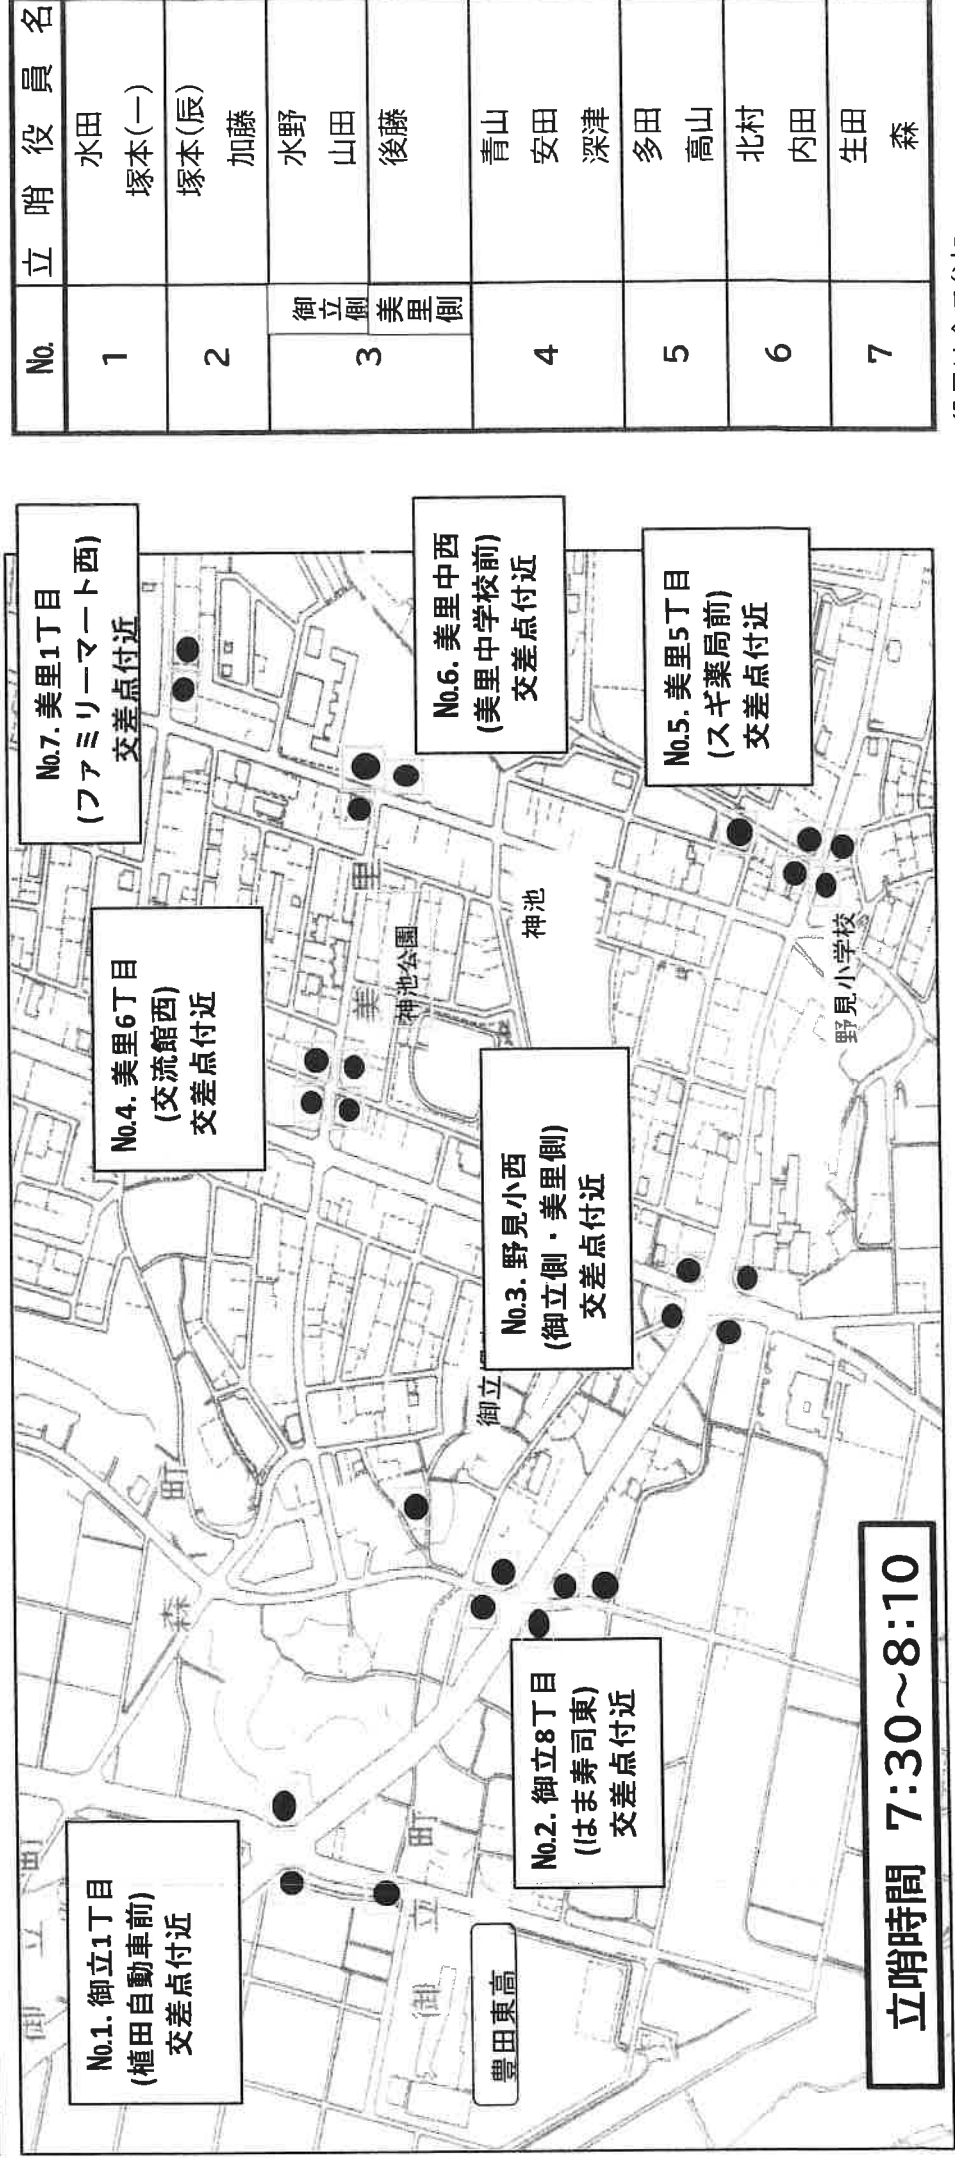 No.1. 御立1丁目
(植田自動車前)
交差点付近
No.2. 御立8丁目
(はま寿司東)
交差点付近
No.3. 野見小西
(御立側・美里側)
交差点付近
No.4. 美里6丁目
(交流館西)
交差点付近
No.7. 美里1丁目
(ファミリーマート西)
交差点付近
No.6. 美里中西
(美里中学校前)
交差点付近
No.5. 美里5丁目
(スギ薬局前)
交差点付近
御 立 町
森 町
御 立 町
御立
美 里
神池公園
神池
野見小学校
豊田東高
立哨時間 7:30~8:10
No. 立 哨 役 員 名
1 水田
塚本(一)
2 塚本(辰)
加藤
3 御立側 水野
山田
美里側 後藤
4 青山
安田
深津
5 多田
高山
6 北村
内田
7 生田
森